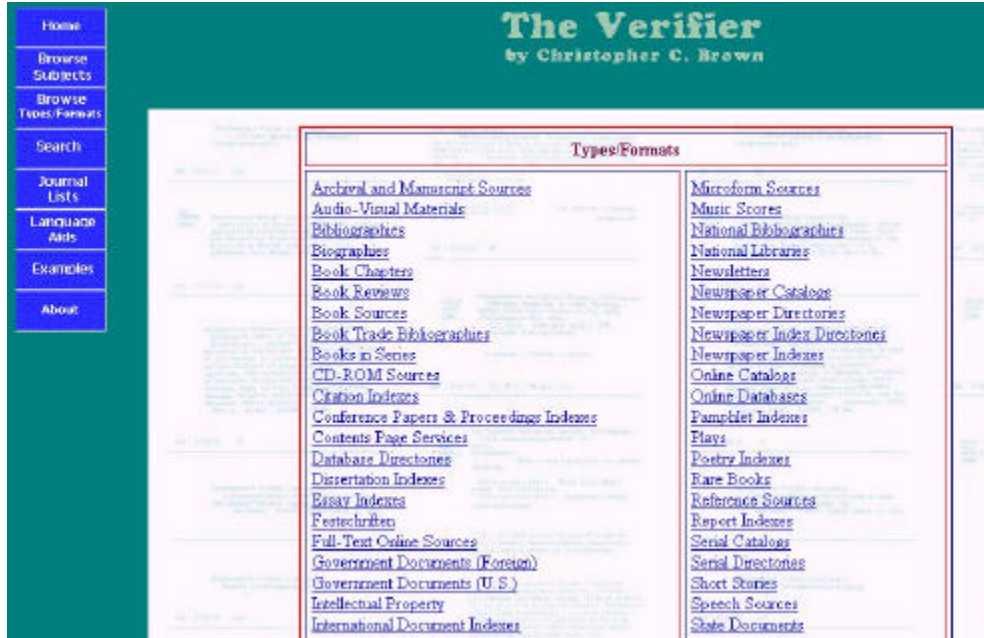 The Verifier
by Christopher C. Brown
Home
Browse
Subjects
Browse
Types/Formats
Search
Journal
Lists
Language
Aids
Examples
About
Types/Formats
Archival and Manuscript Sources
Audio-Visual Materials
Bibliographies
Biographies
Book Chapters
Book Reviews
Book Sources
Book Trade Bibliographies
Books in Series
CD-ROM Sources
Citation Indexes
Conference Papers & Proceedings Indexes
Contents Page Services
Database Directories
Dissertation Indexes
Essay Indexes
Festschriften
Full-Text Online Sources
Government Documents (Foreign)
Government Documents (U.S.)
Intellectual Property
International Document Indexes
Microform Sources
Music Scores
National Bibliographies
National Libraries
Newsletters
Newspaper Catalogs
Newspaper Directories
Newspaper Index Directories
Newspaper Indexes
Online Catalogs
Online Databases
Pamphlet Indexes
Plays
Poetry Indexes
Rare Books
Reference Sources
Report Indexes
Serial Catalogs
Serial Directories
Short Stories
Speech Sources
State Documents